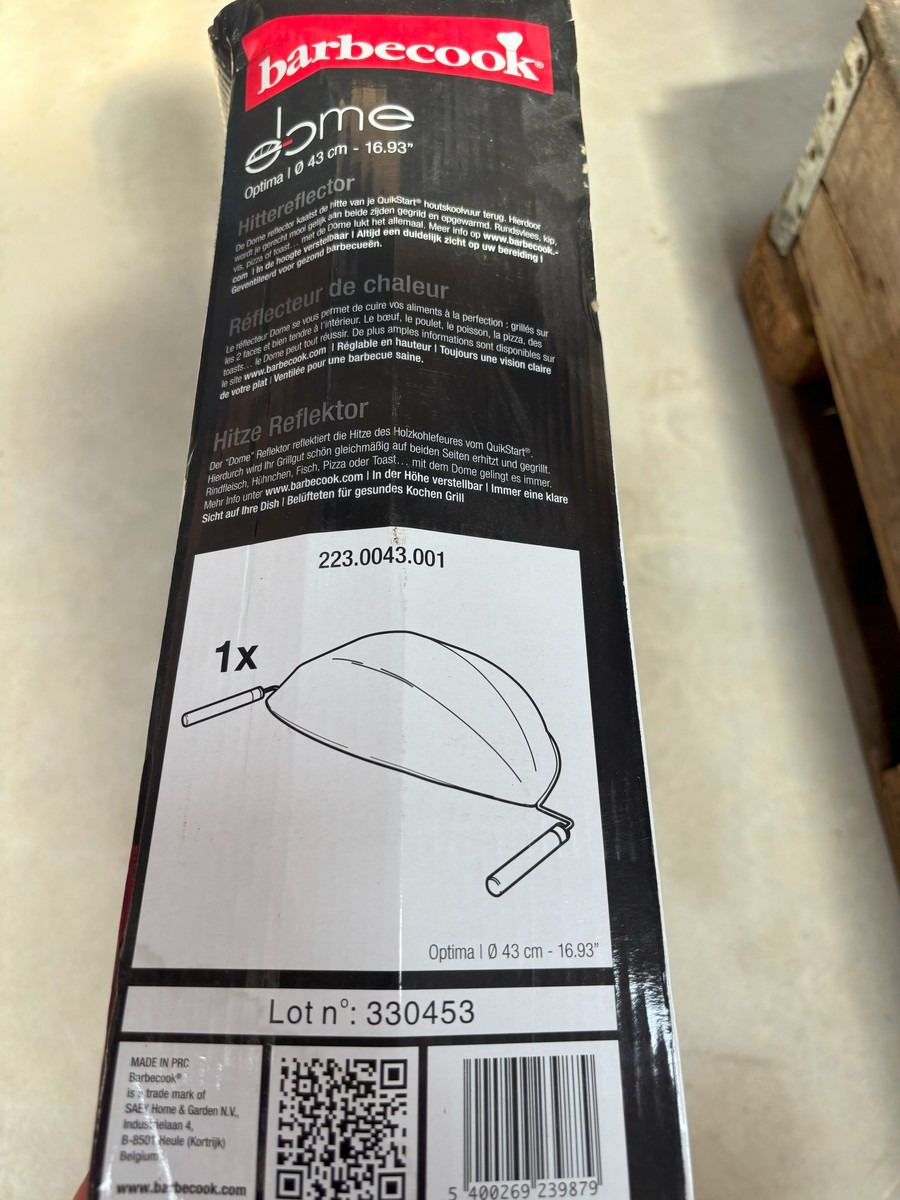 barbecook®
dome
Optima | Ø 43 cm - 16.93”
Hittereflector
De Dome reflector kaatst de hitte van je QuikStart® houtskoolvuur terug. Hierdoor
wordt je gerecht mooi gelijk aan beide zijden gegrild en opgewarmd. Rundsvlees, kip,
vis, pizza of toast… met de Dome lukt het allemaal. Meer info op www.barbecook.-
com | In de hoogte verstelbaar | Altijd een duidelijk zicht op uw bereiding |
Geventileerd voor gezond barbecueën.
Réflecteur de chaleur
Le réflecteur Dome se vous permet de cuire vos aliments à la perfection : grillés sur
les 2 faces et bien tendre à l'intérieur. Le bœuf, le poulet, le poisson, la pizza, des
toasts… le Dome peut tout réussir. De plus amples informations sont disponibles sur
le site www.barbecook.com | Réglable en hauteur | Toujours une vision claire
de votre plat | Ventilée pour une barbecue saine.
Hitze Reflektor
Der “Dome” Reflektor reflektiert die Hitze des Holzkohlefeures vom QuikStart®.
Hierdurch wird Ihr Grillgut schön gleichmäßig auf beiden Seiten erhitzt und gegrillt.
Rindfleisch, Hühnchen, Fisch, Pizza oder Toast… mit dem Dome gelingt es immer.
Mehr Info unter www.barbecook.com | In der Höhe verstellbar | Immer eine klare
Sicht auf Ihre Dish | Belüfteten für gesundes Kochen Grill
223.0043.001
1x
Optima | Ø 43 cm - 16.93”
Lot n°: 330453
MADE IN PRC
Barbecook®
is a trade mark of
SAEY Home & Garden N.V.,
Industrielaan 4,
B-8501 Heule (Kortrijk)
Belgium
www.barbecook.com
5 400269 239879